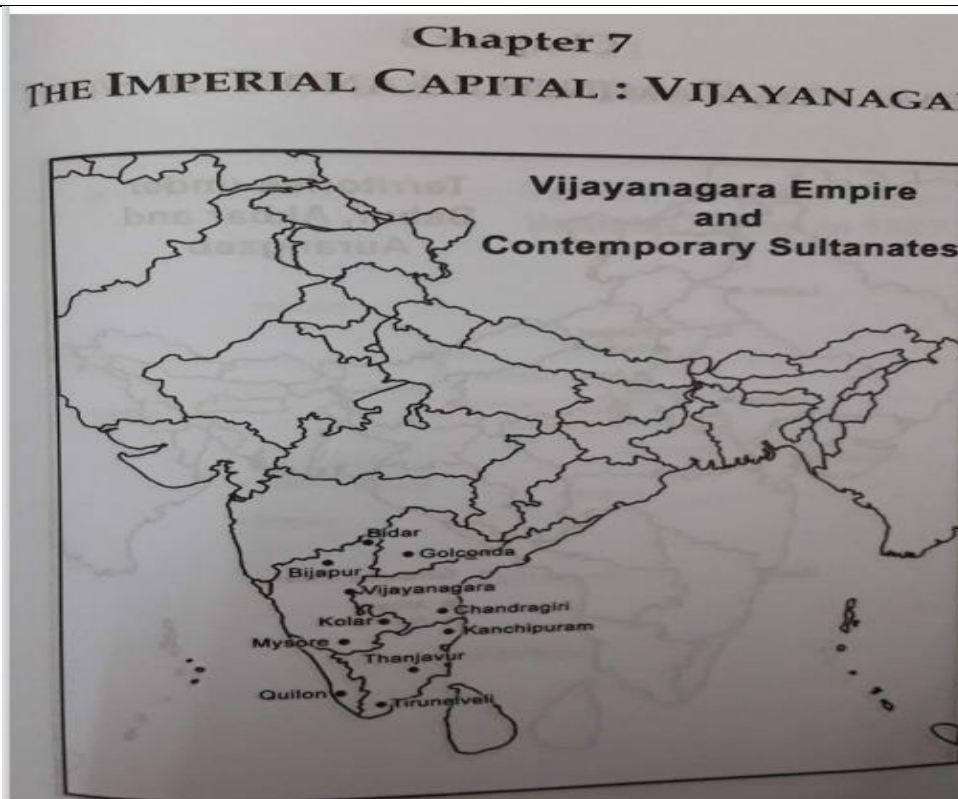 Chapter 7
THE IMPERIAL CAPITAL : VIJAYANAGA
Vijayanagara Empire
and
Contemporary Sultanates
Bidar
Golconda
Bijapur
Vijayanagara
Chandragiri
Kolar
Kanchipuram
Mysore
Thanjavur
Quilon
Tirunelveli